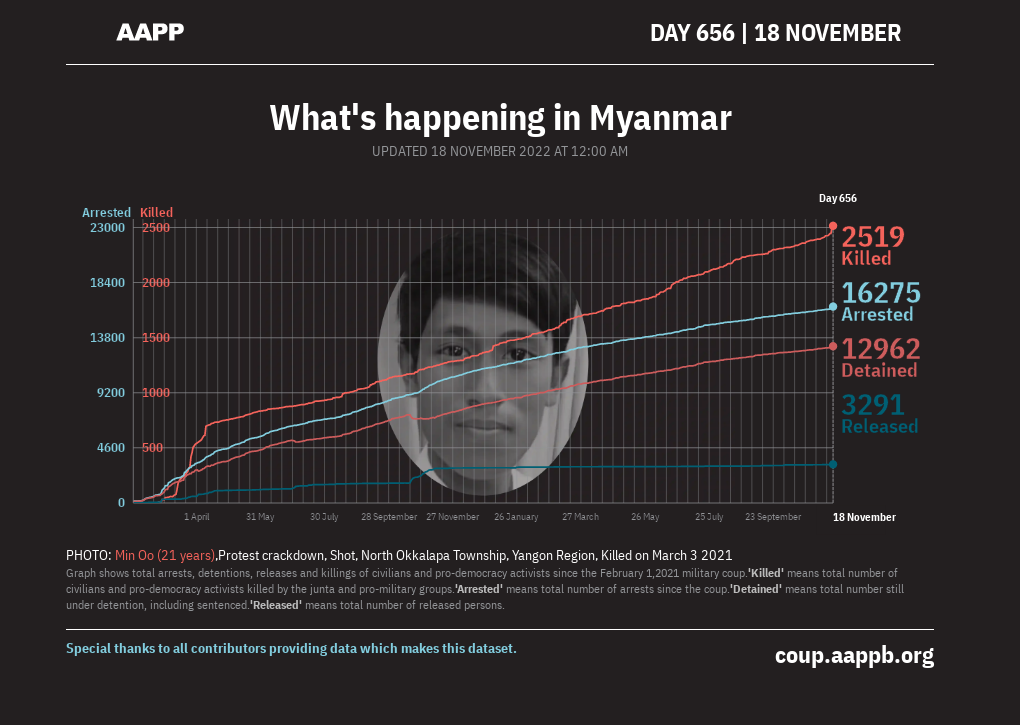 AAPP
DAY 656 | 18 NOVEMBER
What's happening in Myanmar
UPDATED 18 NOVEMBER 2022 AT 12:00 AM
Day 656
Arrested Killed
23000 2500
18400 2000
13800 1500
9200 1000
4600 500
0
2519
Killed
16275
Arrested
12962
Detained
3291
Released
1 April 31 May 30 July 28 September 27 November 26 January 27 March 26 May 25 July 23 September 18 November
PHOTO: Min Oo (21 years),Protest crackdown, Shot, North Okkalapa Township, Yangon Region, Killed on March 3 2021
Graph shows total arrests, detentions, releases and killings of civilians and pro-democracy activists since the February 1,2021 military coup.'Killed' means total number of
civilians and pro-democracy activists killed by the junta and pro-military groups.'Arrested' means total number of arrests since the coup.'Detained' means total number still
under detention, including sentenced.'Released' means total number of released persons.
Special thanks to all contributors providing data which makes this dataset.
coup.aappb.org